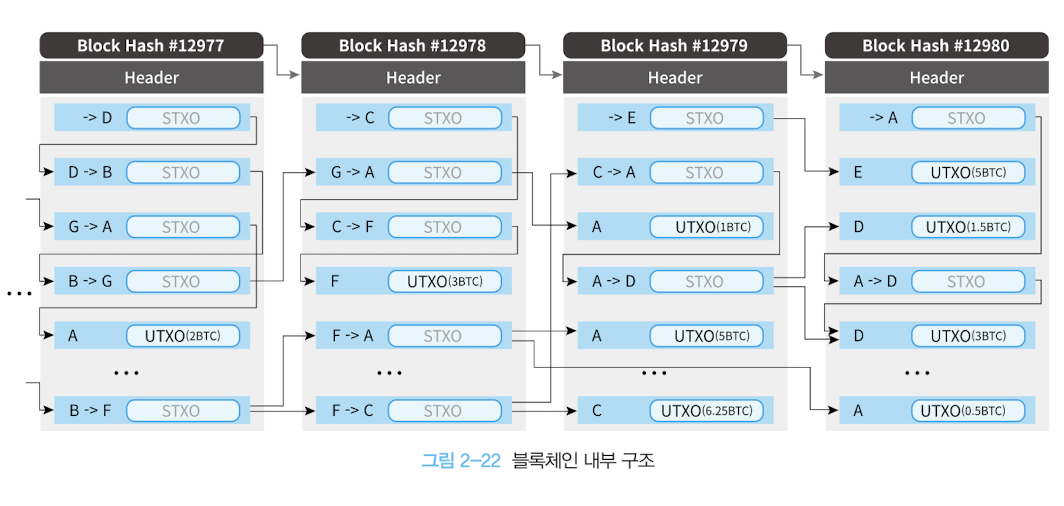 Block Hash #12977
Header
-> D STXO
D -> B STXO
G -> A STXO
B -> G STXO
A UTXO(2BTC)
...
B -> F STXO
...
Block Hash #12978
Header
-> C STXO
G -> A STXO
C -> F STXO
F UTXO(3BTC)
F -> A STXO
...
F -> C STXO
Block Hash #12979
Header
-> E STXO
C -> A STXO
A UTXO(1BTC)
A -> D STXO
A UTXO(5BTC)
...
C UTXO(6.25BTC)
Block Hash #12980
Header
-> A STXO
E UTXO(5BTC)
D UTXO(1.5BTC)
A -> D STXO
D UTXO(3BTC)
...
A UTXO(0.5BTC)
그림 2-22 블록체인 내부 구조